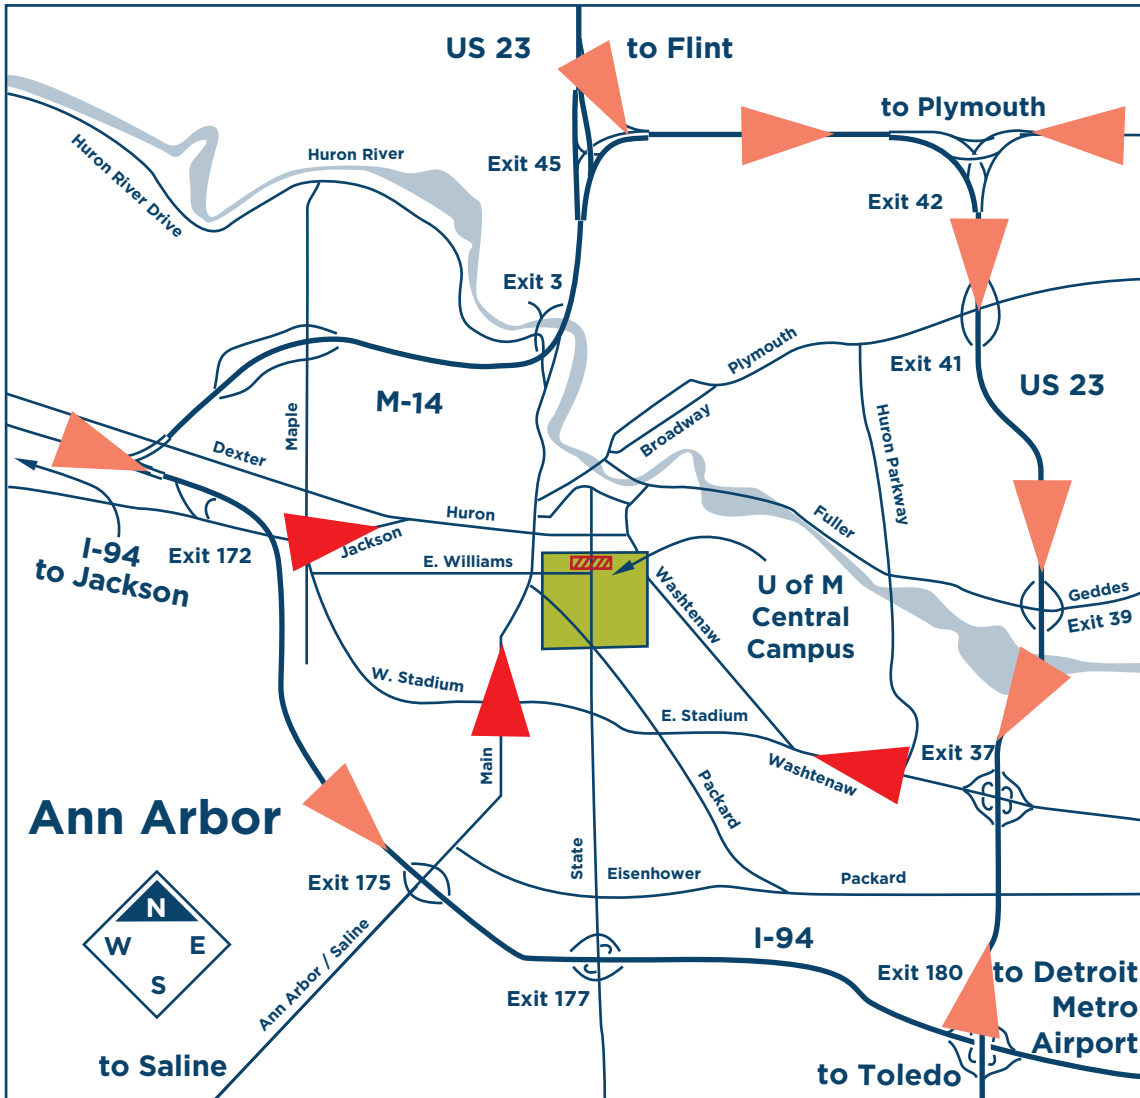 US 23
to Flint
to Plymouth
Huron River
Exit 45
Huron River Drive
Exit 42
Exit 3
Plymouth
Exit 41
US 23
M-14
Maple
Broadway
Huron Parkway
Dexter
Huron
Fuller
Jackson
I-94
to Jackson
Exit 172
E. Williams
Washtenaw
U of M
Central
Campus
Geddes
Exit 39
W. Stadium
E. Stadium
Exit 37
Main
Washtenaw
Packard
Ann Arbor
State
Eisenhower
Packard
Exit 175
N
W E
S
Ann Arbor / Saline
I-94
Exit 177
Exit 180
to Detroit
Metro
Airport
to Saline
to Toledo